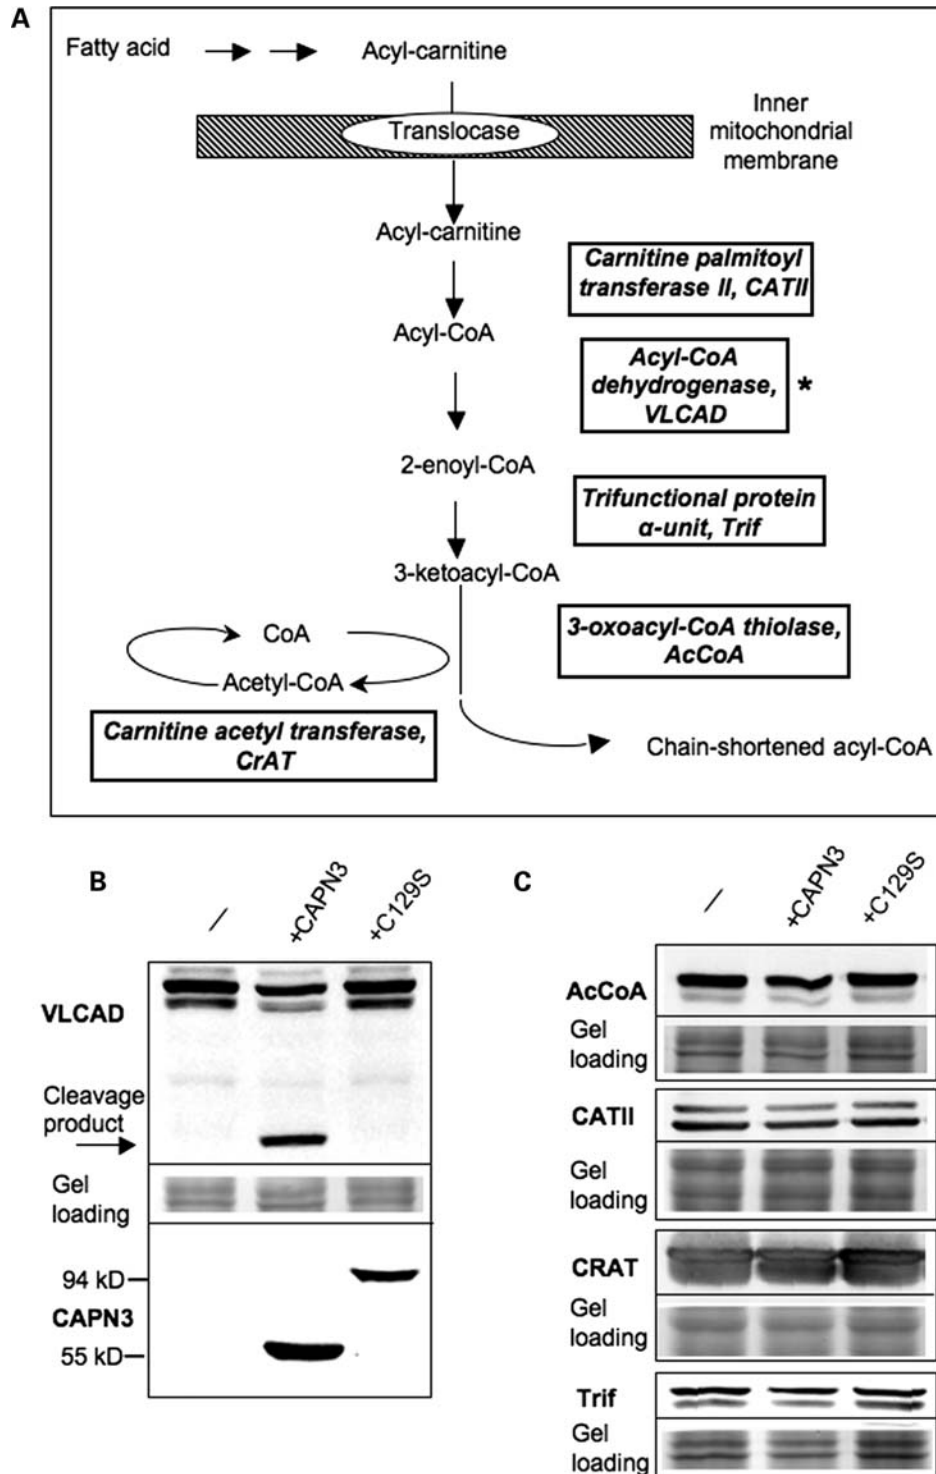 A
Fatty acid
Acyl-carnitine
Translocase
Inner
mitochondrial
membrane
Acyl-carnitine
Carnitine palmitoyl
transferase II, CATII
Acyl-CoA
Acyl-CoA
dehydrogenase,
VLCAD
*
2-enoyl-CoA
Trifunctional protein
α-unit, Trif
3-ketoacyl-CoA
3-oxoacyl-CoA thiolase,
AcCoA
CoA
Acetyl-CoA
Carnitine acetyl transferase,
CrAT
Chain-shortened acyl-CoA
B
/
+CAPN3
+C129S
VLCAD
Cleavage
product
Gel
loading
94 kD
CAPN3
55 kD
C
/
+CAPN3
+C129S
AcCoA
Gel
loading
CATII
Gel
loading
CRAT
Gel
loading
Trif
Gel
loading